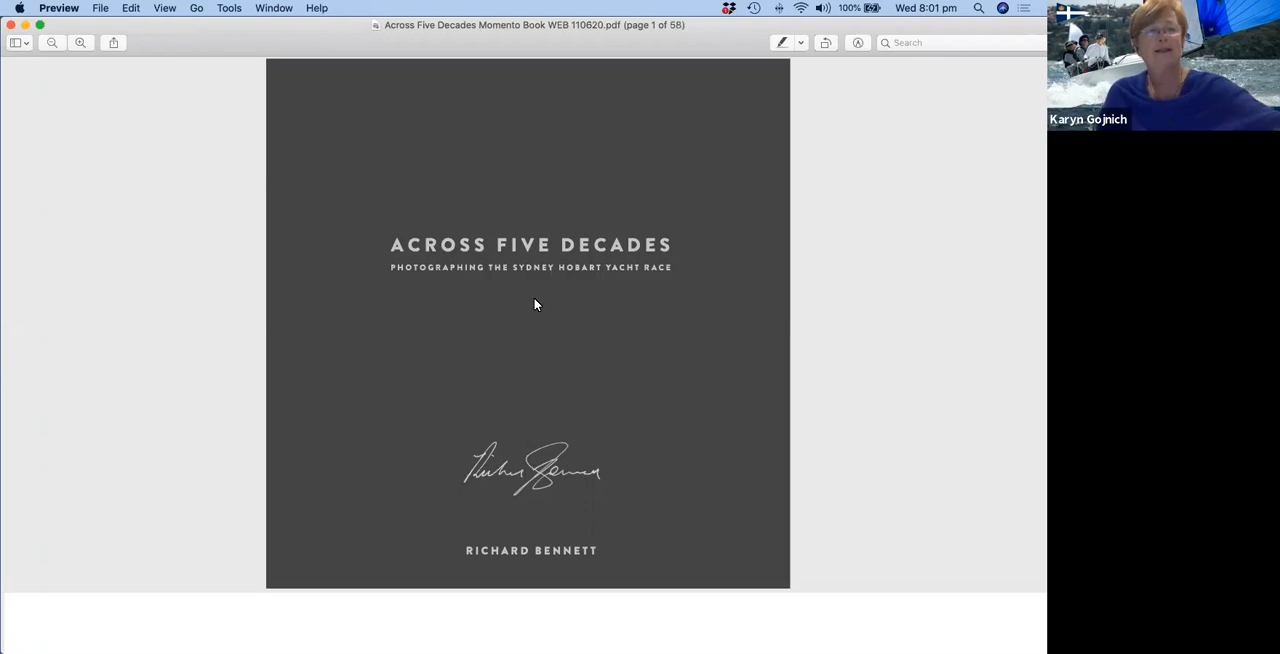 Preview File Edit View Go Tools Window Help 100% Wed 8:01 pm
Across Five Decades Momento Book WEB 110620.pdf (page 1 of 58)
Search
Karyn Gojnich
ACROSS FIVE DECADES
PHOTOGRAPHING THE SYDNEY HOBART YACHT RACE
Richard Bennett
RICHARD BENNETT